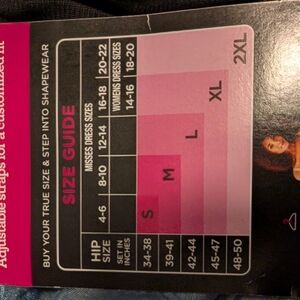 Adjustable straps for a customized fit
BUY YOUR TRUE SIZE & STEP INTO SHAPEWEAR
SIZE GUIDE
MISSES DRESS SIZES
HIP SIZE 4-6 8-10 12-14 16-18 20-22
WOMENS DRESS SIZES
SET IN INCHES 14-16 18-20
34-38 S
39-41 M
42-44 L
45-47 XL
48-50 2XL